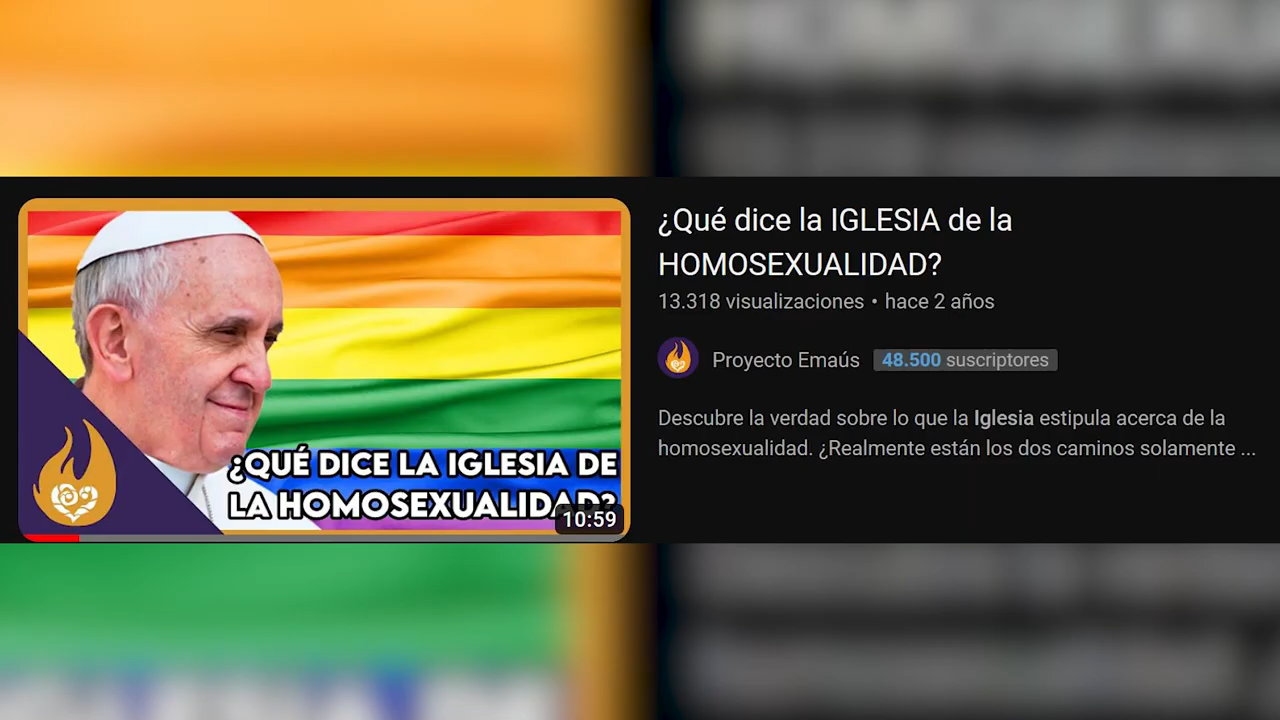 ¿QUÉ DICE LA IGLESIA DE
LA HOMOSEXUALIDAD?
10:59
¿Qué dice la IGLESIA de la
HOMOSEXUALIDAD?
13.318 visualizaciones • hace 2 años
Proyecto Emaús 48.500 suscriptores
Descubre la verdad sobre lo que la Iglesia estipula acerca de la
homosexualidad. ¿Realmente están los dos caminos solamente ...